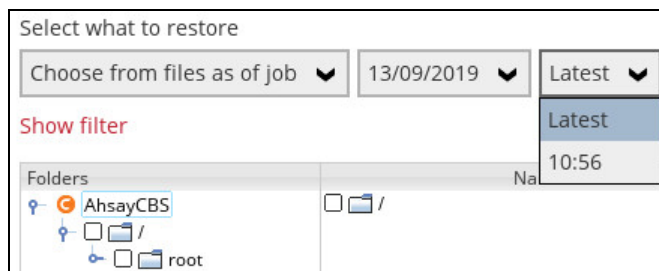 Select what to restore
Choose from files as of job 13/09/2019 Latest
Show filter
Latest
10:56
Folders Na
AhsayCBS /
/
root